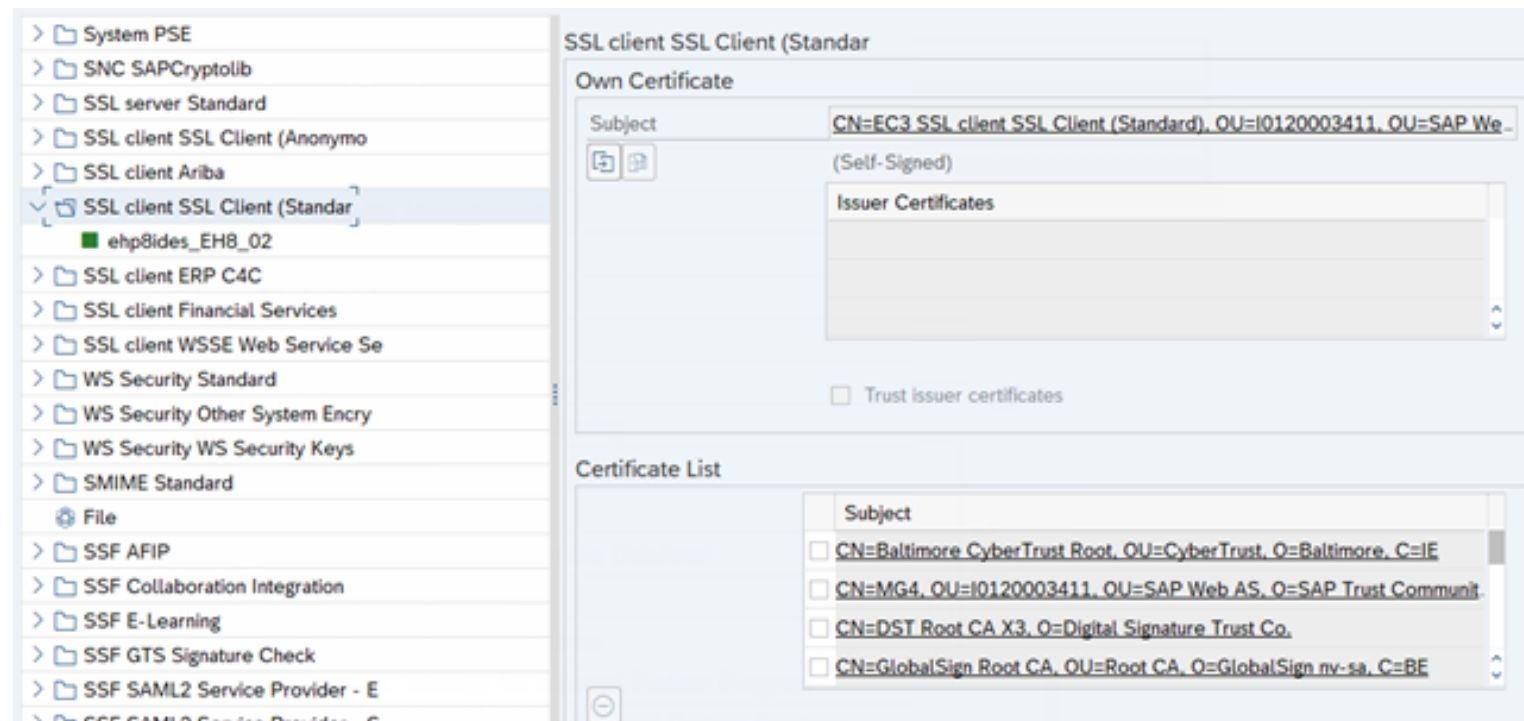 System PSE
SNC SAPCryptolib
SSL server Standard
SSL client SSL Client (Anonymo
SSL client Ariba
SSL client SSL Client (Standar
ehp8ides_EH8_02
SSL client ERP C4C
SSL client Financial Services
SSL client WSSE Web Service Se
WS Security Standard
WS Security Other System Encry
WS Security WS Security Keys
SMIME Standard
File
SSF AFIP
SSF Collaboration Integration
SSF E-Learning
SSF GTS Signature Check
SSF SAML2 Service Provider - E
SSL client SSL Client (Standar
Own Certificate
Subject CN=EC3 SSL client SSL Client (Standard), OU=I0120003411, OU=SAP We
(Self-Signed)
Issuer Certificates
Trust issuer certificates
Certificate List
Subject
CN=Baltimore CyberTrust Root, OU=CyberTrust, O=Baltimore, C=IE
CN=MG4, OU=I0120003411, OU=SAP Web AS, O=SAP Trust Communit
CN=DST Root CA X3, O=Digital Signature Trust Co.
CN=GlobalSign Root CA, OU=Root CA, O=GlobalSign nv-sa, C=BE